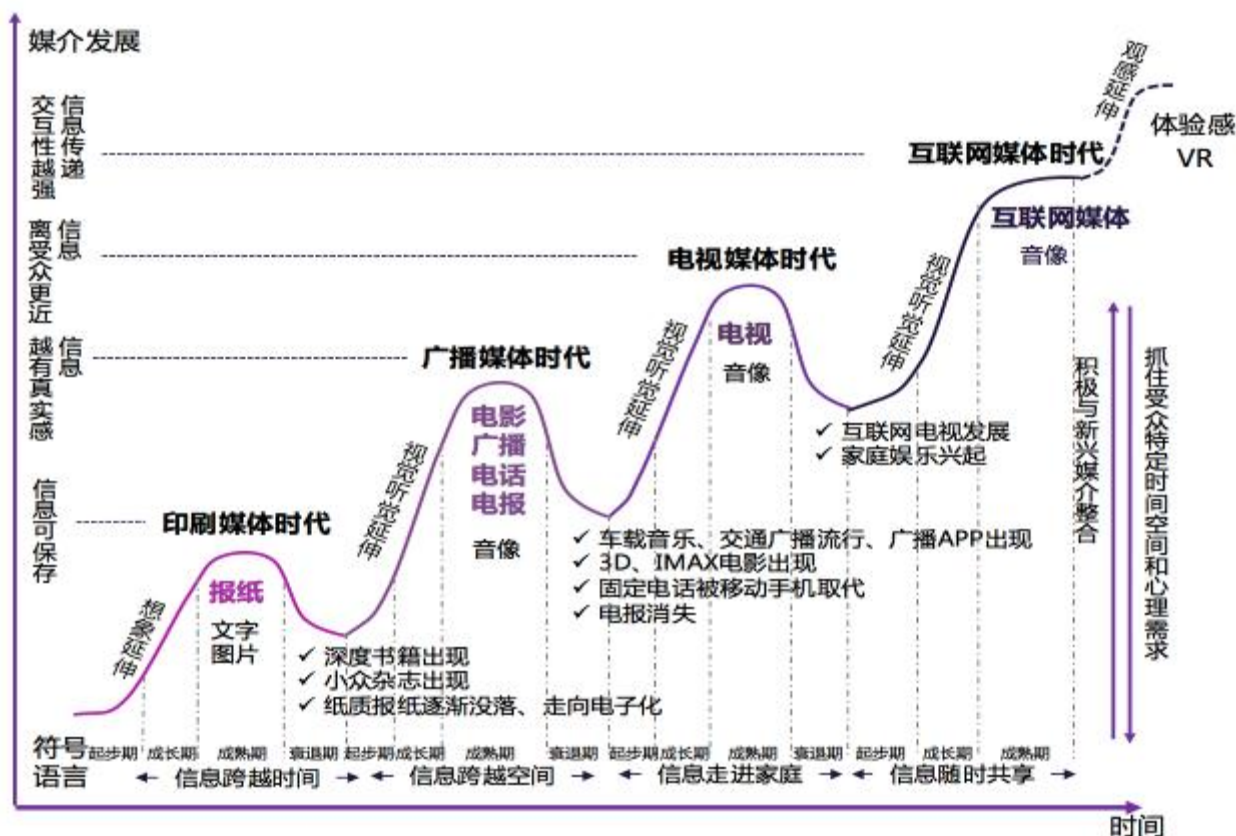 媒介发展
信息传递
交互性越强
信息
离受众更近
信息
越有真实感
信息可保存
符号
语言
印刷媒体时代
想象延伸
报纸
文字
图片
✓ 深度书籍出现
✓ 小众杂志出现
✓ 纸质报纸逐渐没落、走向电子化
广播媒体时代
视觉听觉延伸
电影
广播
电话
电报
音像
✓ 车载音乐、交通广播流行、广播APP出现
✓ 3D、IMAX电影出现
✓ 固定电话被移动手机取代
✓ 电报消失
电视媒体时代
视觉听觉延伸
电视
音像
✓ 互联网电视发展
✓ 家庭娱乐兴起
互联网媒体时代
视觉听觉延伸
互联网媒体
音像
观感延伸
体验感
VR
积极与新兴媒介整合
抓住受众特定时间空间和心理需求
起步期 成长期 成熟期 衰退期 起步期 成长期 成熟期 衰退期 起步期 成长期 成熟期 衰退期 起步期 成长期 成熟期
信息跨越时间 信息跨越空间 信息走进家庭 信息随时共享
时间